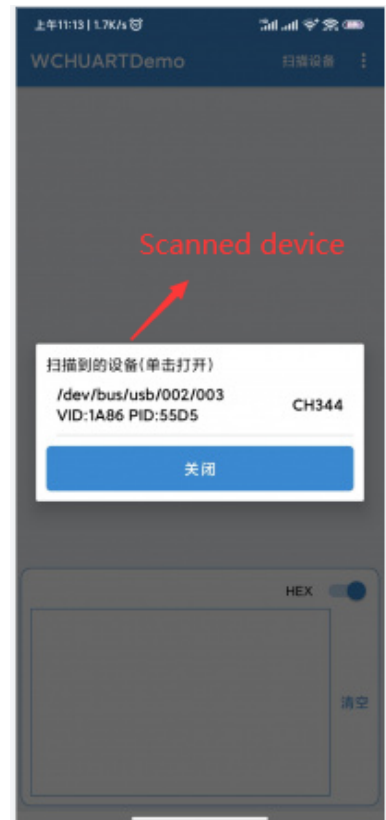 上午11:13 | 1.7K/s
WCHUARTDemo
扫描设备
Scanned device
扫描到的设备(单击打开)
/dev/bus/usb/002/003
VID:1A86 PID:55D5
CH344
关闭
HEX
清空